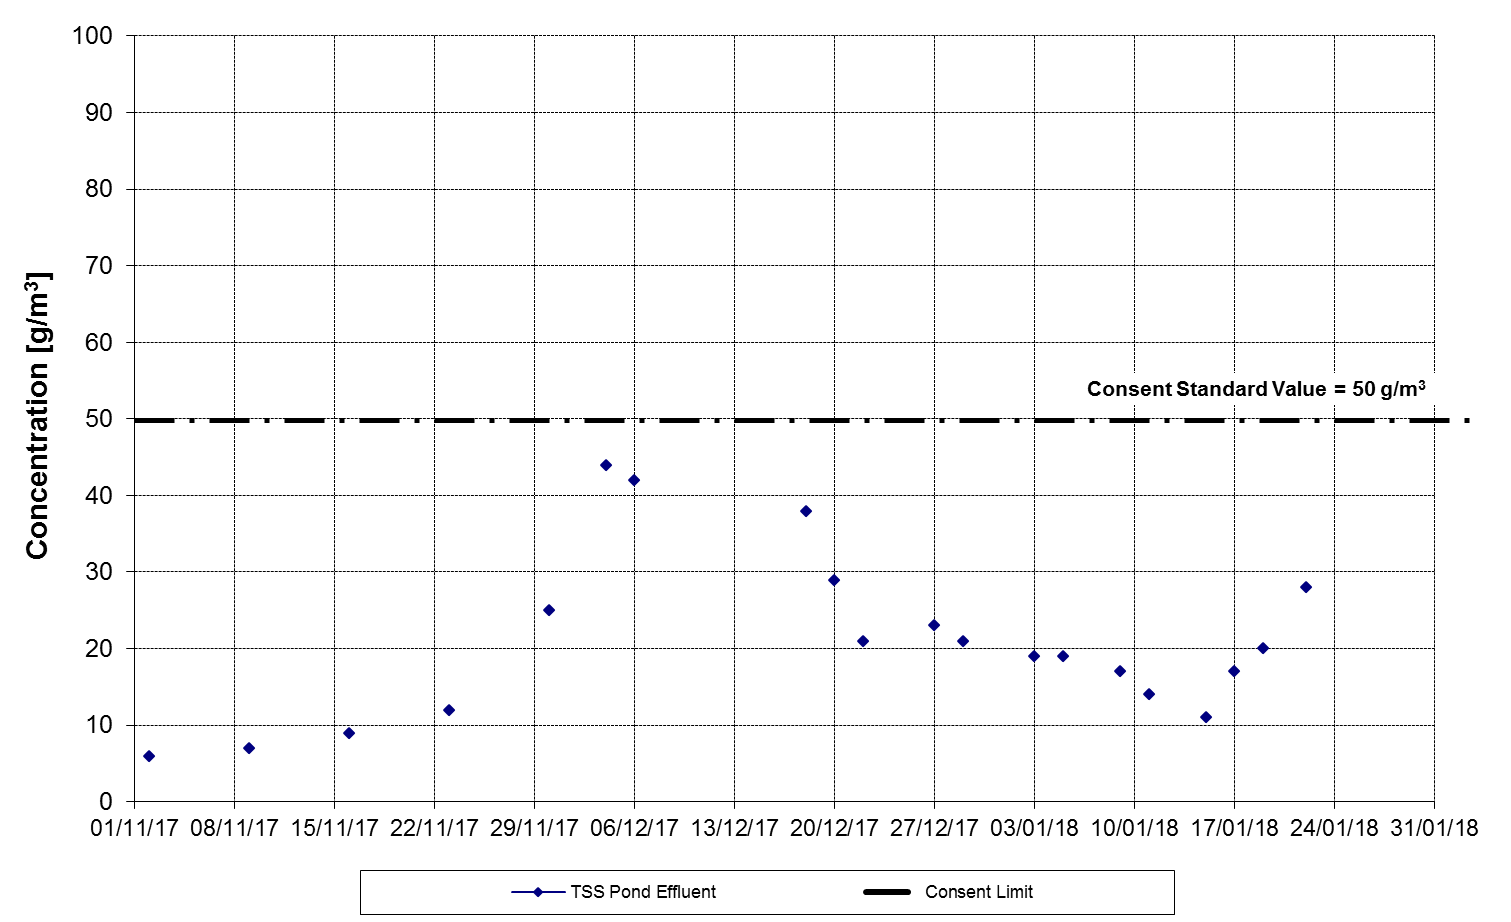 100
90
80
70
60
50
40
30
20
10
0
Concentration [g/m³]
Consent Standard Value = 50 g/m³
01/11/17 08/11/17 15/11/17 22/11/17 29/11/17 06/12/17 13/12/17 20/12/17 27/12/17 03/01/18 10/01/18 17/01/18 24/01/18 31/01/18
TSS Pond Effluent Consent Limit